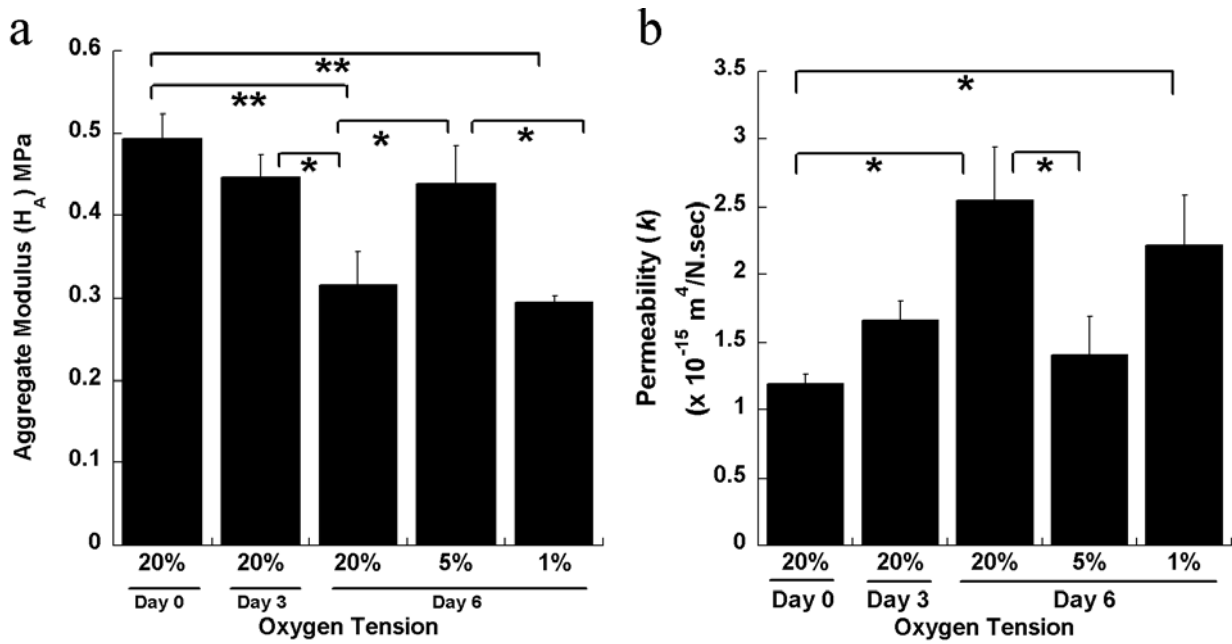 a
0.6
0.5
0.4
0.3
0.2
0.1
0
Aggregate Modulus (H_A) MPa
**
**
*
*
*
20% 20% 20% 5% 1%
Day 0 Day 3 Day 6
Oxygen Tension
b
3.5
3
2.5
2
1.5
1
0.5
0
Permeability (k)
(x 10⁻¹⁵ m⁴/N.sec)
*
*
*
20% 20% 20% 5% 1%
Day 0 Day 3 Day 6
Oxygen Tension